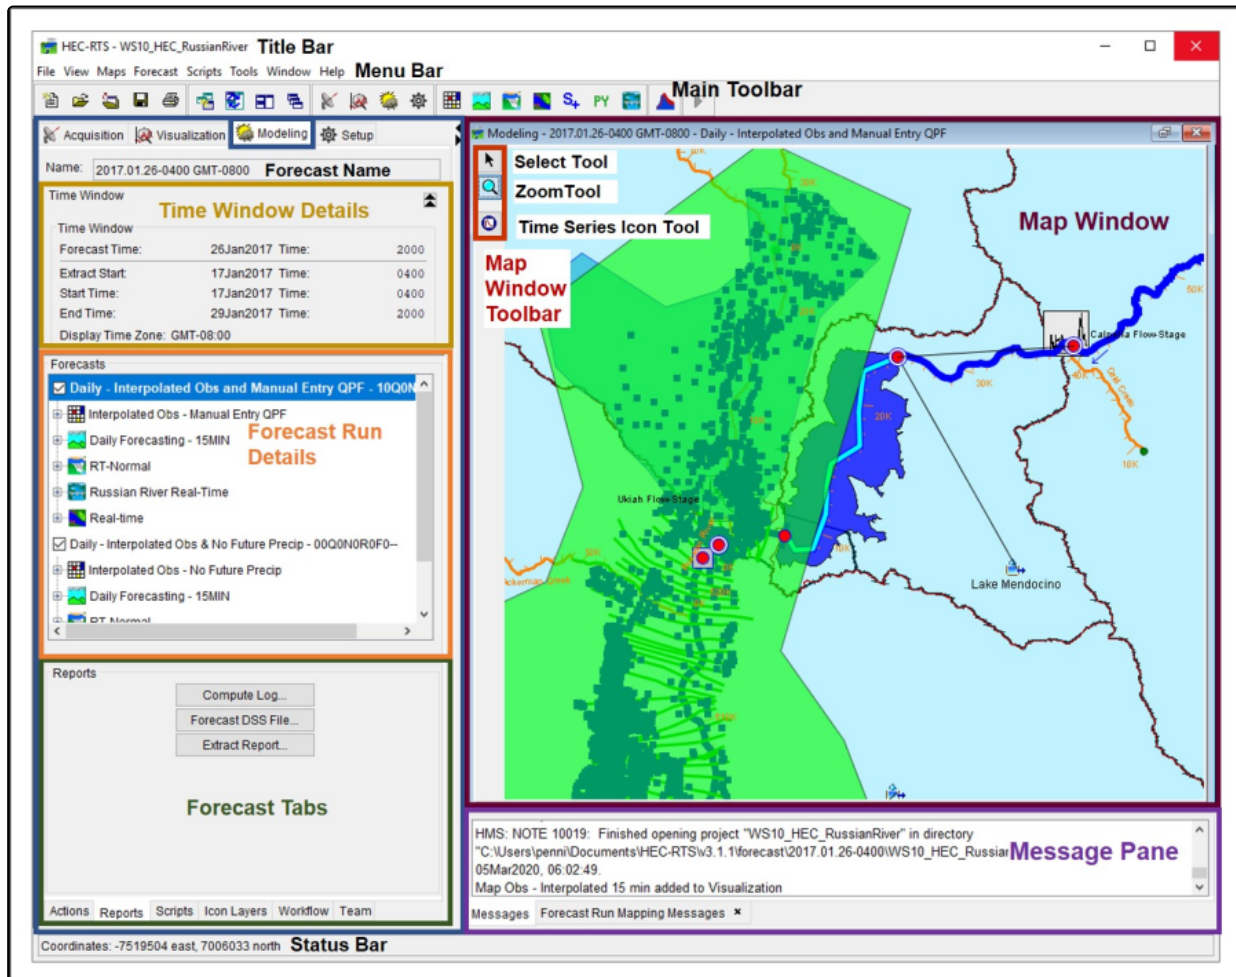 HEC-RTS - WS10_HEC_RussianRiver Title Bar
File View Maps Forecast Scripts Tools Window Help Menu Bar
S+ PY Main Toolbar
Acquisition Visualization Modeling Setup
Name: 2017.01.26-0400 GMT-0800 Forecast Name
Time Window
Time Window Details
Time Window
Forecast Time: 26Jan2017 Time: 2000
Extract Start: 17Jan2017 Time: 0400
Start Time: 17Jan2017 Time: 0400
End Time: 29Jan2017 Time: 2000
Display Time Zone: GMT-08:00
Forecasts
Daily - Interpolated Obs and Manual Entry QPF - 10Q0N
Interpolated Obs - Manual Entry QPF
Daily Forecasting - 15MIN
Forecast Run
Details
RT-Normal
Russian River Real-Time
Real-time
Daily - Interpolated Obs & No Future Precip - 00Q0N0R0F0--
Interpolated Obs - No Future Precip
Daily Forecasting - 15MIN
RT-Normal
Reports
Compute Log...
Forecast DSS File...
Extract Report...
Forecast Tabs
Actions Reports Scripts Icon Layers Workflow Team
Modeling - 2017.01.26-0400 GMT-0800 - Daily - Interpolated Obs and Manual Entry QPF
Select Tool
ZoomTool
Time Series Icon Tool
Map
Window
Toolbar
Map Window
50K
Calpella Flow-Stage
40K
30K
20K
10K
Ukiah Flow-Stage
10K
Ackerman Creek
Lake Mendocino
HMS: NOTE 10019: Finished opening project "WS10_HEC_RussianRiver" in directory
"C:\Users\penni\Documents\HEC-RTS\v3.1.1\forecast\2017.01.26-0400\WS10_HEC_Russian
05Mar2020, 06:02:49.
Map Obs - Interpolated 15 min added to Visualization
Message Pane
Messages Forecast Run Mapping Messages
Coordinates: -7519504 east, 7006033 north Status Bar